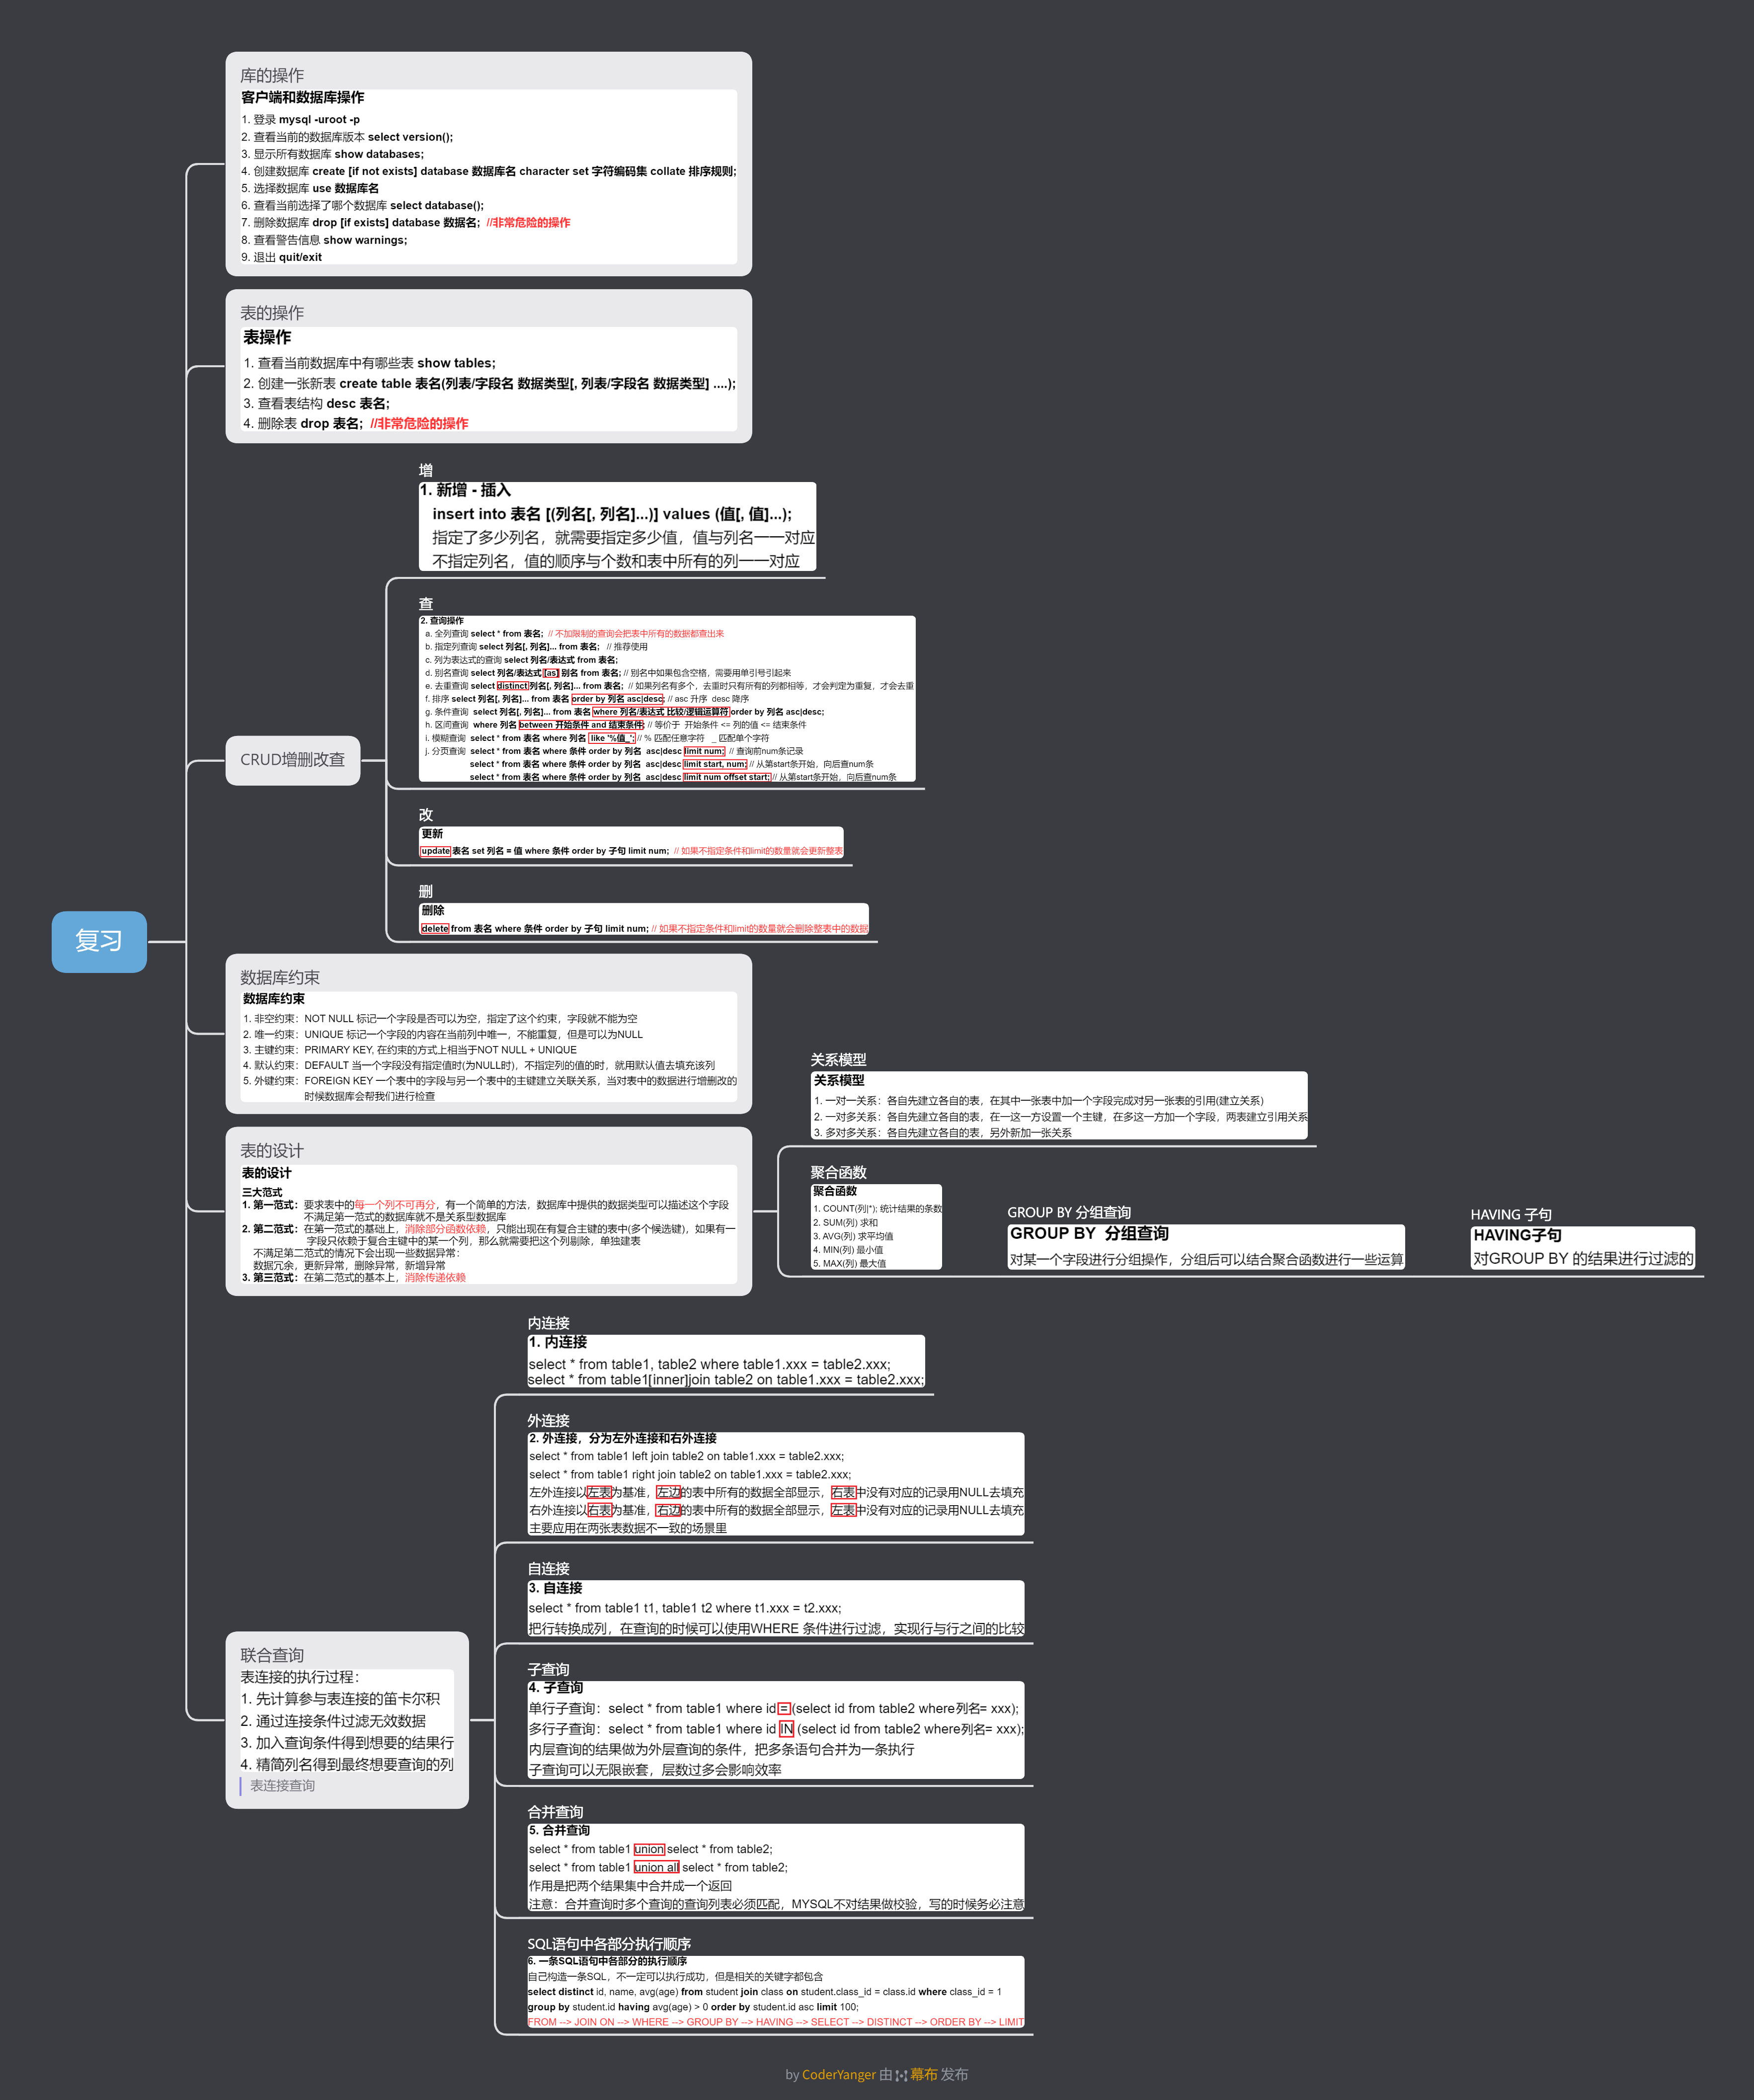 复习
库的操作
客户端和数据库操作
1. 登录 mysql -uroot -p
2. 查看当前的数据库版本 select version();
3. 显示所有数据库 show databases;
4. 创建数据库 create [if not exists] database 数据库名 character set 字符编码集 collate 排序规则;
5. 选择数据库 use 数据库名
6. 查看当前选择了哪个数据库 select database();
7. 删除数据库 drop [if exists] database 数据名; //非常危险的操作
8. 查看警告信息 show warnings;
9. 退出 quit/exit
表的操作
表操作
1. 查看当前数据库中有哪些表 show tables;
2. 创建一张新表 create table 表名(列表/字段名 数据类型[, 列表/字段名 数据类型] ....);
3. 查看表结构 desc 表名;
4. 删除表 drop 表名; //非常危险的操作
CRUD增删改查
增
1. 新增 - 插入
insert into 表名 [(列名[, 列名]...)] values (值[, 值]...);
指定了多少列名，就需要指定多少值，值与列名一一对应
不指定列名，值的顺序与个数和表中所有的列一一对应
查
2. 查询操作
a. 全列查询 select * from 表名; // 不加限制的查询会把表中所有的数据都查出来
b. 指定列查询 select 列名[, 列名]... from 表名; // 推荐使用
c. 列为表达式的查询 select 列名/表达式 from 表名;
d. 别名查询 select 列名/表达式 [as] 别名 from 表名; // 别名中如果包含空格，需要用单引号引起来
e. 去重查询 select distinct 列名[, 列名]... from 表名; // 如果列名有多个，去重时只有所有的列都相等，才会判定为重复，才会去重
f. 排序 select 列名[, 列名]... from 表名 order by 列名 asc|desc; // asc 升序 desc 降序
g. 条件查询 select 列名[, 列名]... from 表名 where 列名/表达式 比较/逻辑运算符 order by 列名 asc|desc;
h. 区间查询 where 列名 between 开始条件 and 结束条件; // 等价于 开始条件 <= 列的值 <= 结束条件
i. 模糊查询 select * from 表名 where 列名 like '%值_'; // % 匹配任意字符 _ 匹配单个字符
j. 分页查询 select * from 表名 where 条件 order by 列名 asc|desc limit num; // 查询前num条记录
select * from 表名 where 条件 order by 列名 asc|desc limit start, num; // 从第start条开始，向后查num条
select * from 表名 where 条件 order by 列名 asc|desc limit num offset start; // 从第start条开始，向后查num条
改
更新
update 表名 set 列名 = 值 where 条件 order by 子句 limit num; // 如果不指定条件和limit的数量就会更新整表
删
删除
delete from 表名 where 条件 order by 子句 limit num; // 如果不指定条件和limit的数量就会删除整表中的数据
数据库约束
数据库约束
1. 非空约束：NOT NULL 标记一个字段是否可以为空，指定了这个约束，字段就不能为空
2. 唯一约束：UNIQUE 标记一个字段的内容在当前列中唯一，不能重复，但是可以为NULL
3. 主键约束：PRIMARY KEY, 在约束的方式上相当于NOT NULL + UNIQUE
4. 默认约束：DEFAULT 当一个字段没有指定值时(为NULL时)，不指定列的值的时，就用默认值去填充该列
5. 外键约束：FOREIGN KEY 一个表中的字段与另一个表中的主键建立关联关系，当对表中的数据进行增删改的
时候数据库会帮我们进行检查
表的设计
表的设计
三大范式
1. 第一范式：要求表中的每一个列不可再分，有一个简单的方法，数据库中提供的数据类型可以描述这个字段
不满足第一范式的数据库就不是关系型数据库
2. 第二范式：在第一范式的基础上，消除部分函数依赖，只能出现在有复合主键的表中(多个候选键)，如果有一
字段只依赖于复合主键中的某一个列，那么就需要把这个列剔除，单独建表
不满足第二范式的情况下会出现一些数据异常：
数据冗余，更新异常，删除异常，新增异常
3. 第三范式：在第二范式的基本上，消除传递依赖
关系模型
关系模型
1. 一对一关系：各自先建立各自的表，在其中一张表中加一个字段完成对另一张表的引用(建立关系)
2. 一对多关系：各自先建立各自的表，在一这一方设置一个主键，在多这一方加一个字段，两表建立引用关系
3. 多对多关系：各自先建立各自的表，另外新加一张关系
聚合函数
聚合函数
1. COUNT(列|*); 统计结果的条数
2. SUM(列) 求和
3. AVG(列) 求平均值
4. MIN(列) 最小值
5. MAX(列) 最大值
GROUP BY 分组查询
GROUP BY 分组查询
对某一个字段进行分组操作，分组后可以结合聚合函数进行一些运算
HAVING 子句
HAVING子句
对GROUP BY 的结果进行过滤的
联合查询
表连接的执行过程：
1. 先计算参与表连接的笛卡尔积
2. 通过连接条件过滤无效数据
3. 加入查询条件得到想要的结果行
4. 精简列名得到最终想要查询的列
表连接查询
内连接
1. 内连接
select * from table1, table2 where table1.xxx = table2.xxx;
select * from table1[inner]join table2 on table1.xxx = table2.xxx;
外连接
2. 外连接，分为左外连接和右外连接
select * from table1 left join table2 on table1.xxx = table2.xxx;
select * from table1 right join table2 on table1.xxx = table2.xxx;
左外连接以左表为基准，左边的表中所有的数据全部显示，右表中没有对应的记录用NULL去填充
右外连接以右表为基准，右边的表中所有的数据全部显示，左表中没有对应的记录用NULL去填充
主要应用在两张表数据不一致的场景里
自连接
3. 自连接
select * from table1 t1, table1 t2 where t1.xxx = t2.xxx;
把行转换成列，在查询的时候可以使用WHERE 条件进行过滤，实现行与行之间的比较
子查询
4. 子查询
单行子查询：select * from table1 where id = (select id from table2 where列名= xxx);
多行子查询：select * from table1 where id IN (select id from table2 where列名= xxx);
内层查询的结果做为外层查询的条件，把多条语句合并为一条执行
子查询可以无限嵌套，层数过多会影响效率
合并查询
5. 合并查询
select * from table1 union select * from table2;
select * from table1 union all select * from table2;
作用是把两个结果集中合并成一个返回
注意：合并查询时多个查询的查询列表必须匹配，MYSQL不对结果做校验，写的时候务必注意
SQL语句中各部分执行顺序
6. 一条SQL语句中各部分的执行顺序
自己构造一条SQL，不一定可以执行成功，但是相关的关键字都包含
select distinct id, name, avg(age) from student join class on student.class_id = class.id where class_id = 1
group by student.id having avg(age) > 0 order by student.id asc limit 100;
FROM --> JOIN ON --> WHERE --> GROUP BY --> HAVING --> SELECT --> DISTINCT --> ORDER BY --> LIMIT
by CoderYanger 由 幕布 发布